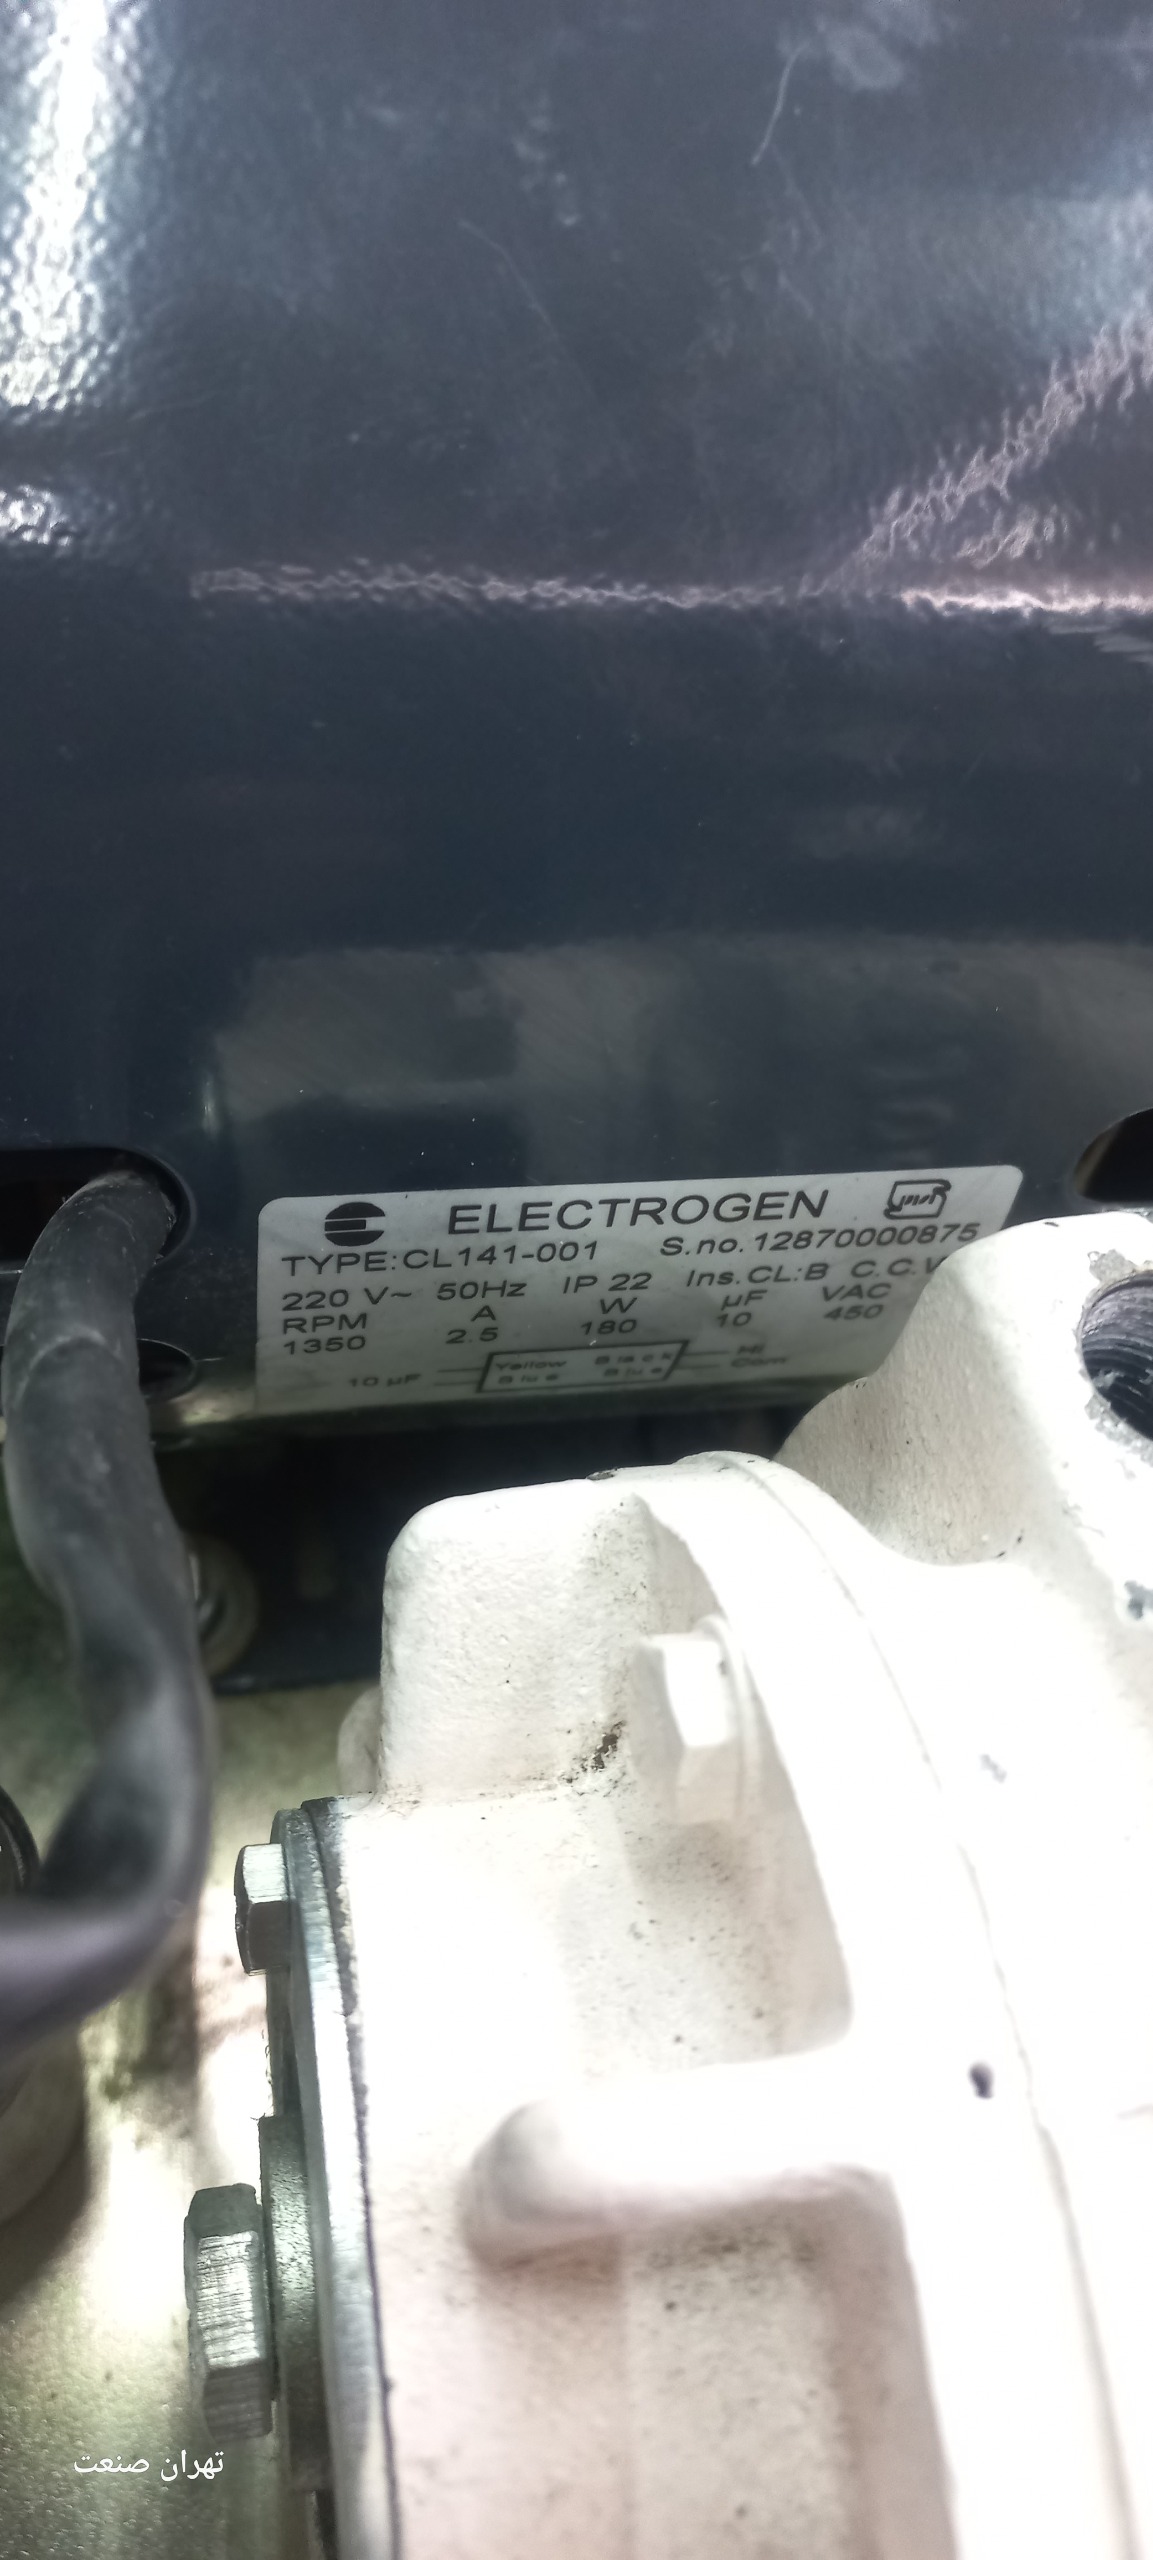 ELECTROGEN
TYPE:CL141-001 S.no.12870000875
220 V~ 50Hz IP 22 Ins.CL:B C.C.W
RPM A W µF VAC
1350 2.5 180 10 450
10 µF Yellow Black Hi
Blue Blue Com
تهران صنعت